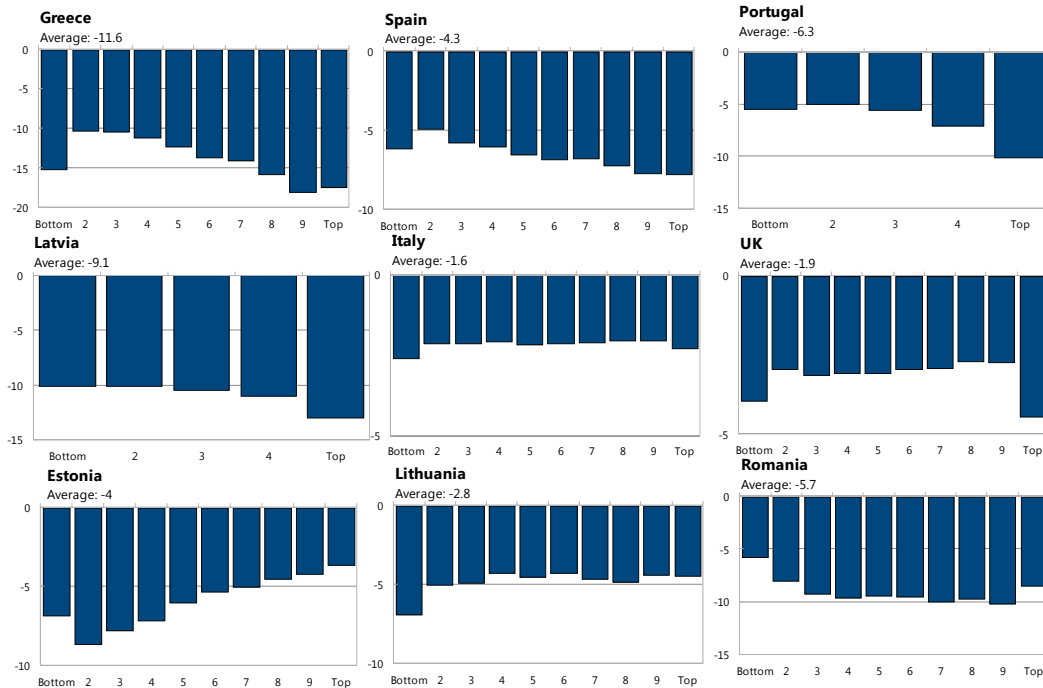 Greece
Average: -11.6
0
-5
-10
-15
-20
Bottom 2 3 4 5 6 7 8 9 Top
Spain
Average: -4.3
0
-5
-10
Bottom 2 3 4 5 6 7 8 9 Top
Portugal
Average: -6.3
0
-5
-10
-15
Bottom 2 3 4 Top
Latvia
Average: -9.1
0
-5
-10
-15
Bottom 2 3 4 Top
Italy
Average: -1.6
0
-5
Bottom 2 3 4 5 6 7 8 9 Top
UK
Average: -1.9
0
-5
Bottom 2 3 4 5 6 7 8 9 Top
Estonia
Average: -4
0
-5
-10
Bottom 2 3 4 5 6 7 8 9 Top
Lithuania
Average: -2.8
0
-5
-10
Bottom 2 3 4 5 6 7 8 9 Top
Romania
Average: -5.7
0
-5
-10
-15
Bottom 2 3 4 5 6 7 8 9 Top